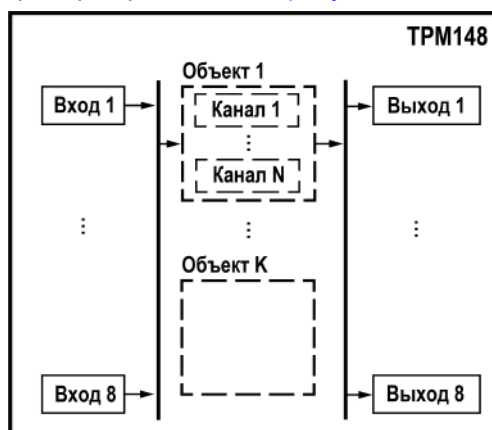 ТРМ148
Объект 1
Вход 1
Канал 1
Выход 1
⋮
Канал N
⋮
⋮
⋮
Объект K
Вход 8
Выход 8